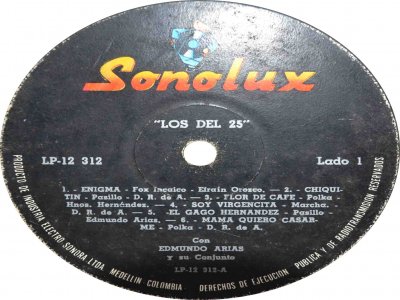 Sonolux
"LOS DEL 25"
LP-12 312
Lado 1
1. - ENIGMA - Fox Incaico - Efraín Orozco. - 2. - CHIQUI-
TIN - Pasillo - D. R. de A. - 3. - FLOR DE CAFE - Polka
Hnos. Hernández. - 4. - SOY VIRGENCITA - Marcha.
D. R. de A. - 5. - EL GAGO HERNANDEZ - Pasillo
Edmundo Arias. - 6. - MAMA QUIERO CASAR-
ME - Polka - D. R. de A.
Con
EDMUNDO ARIAS
y su Conjunto
LP-12 312-A
PRODUCTO DE INDUSTRIA ELECTRO SONORA LTDA. MEDELLIN COLOMBIA DERECHOS DE EJECUCION PUBLICA Y DE RADIOTRANSMISION RESERVADOS